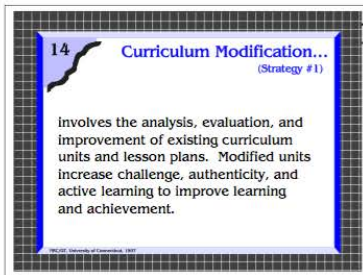 14
Curriculum Modification...
(Strategy #1)
involves the analysis, evaluation, and
improvement of existing curriculum
units and lesson plans. Modified units
increase challenge, authenticity, and
active learning to improve learning
and achievement.
NRC/GT, University of Connecticut, 1997